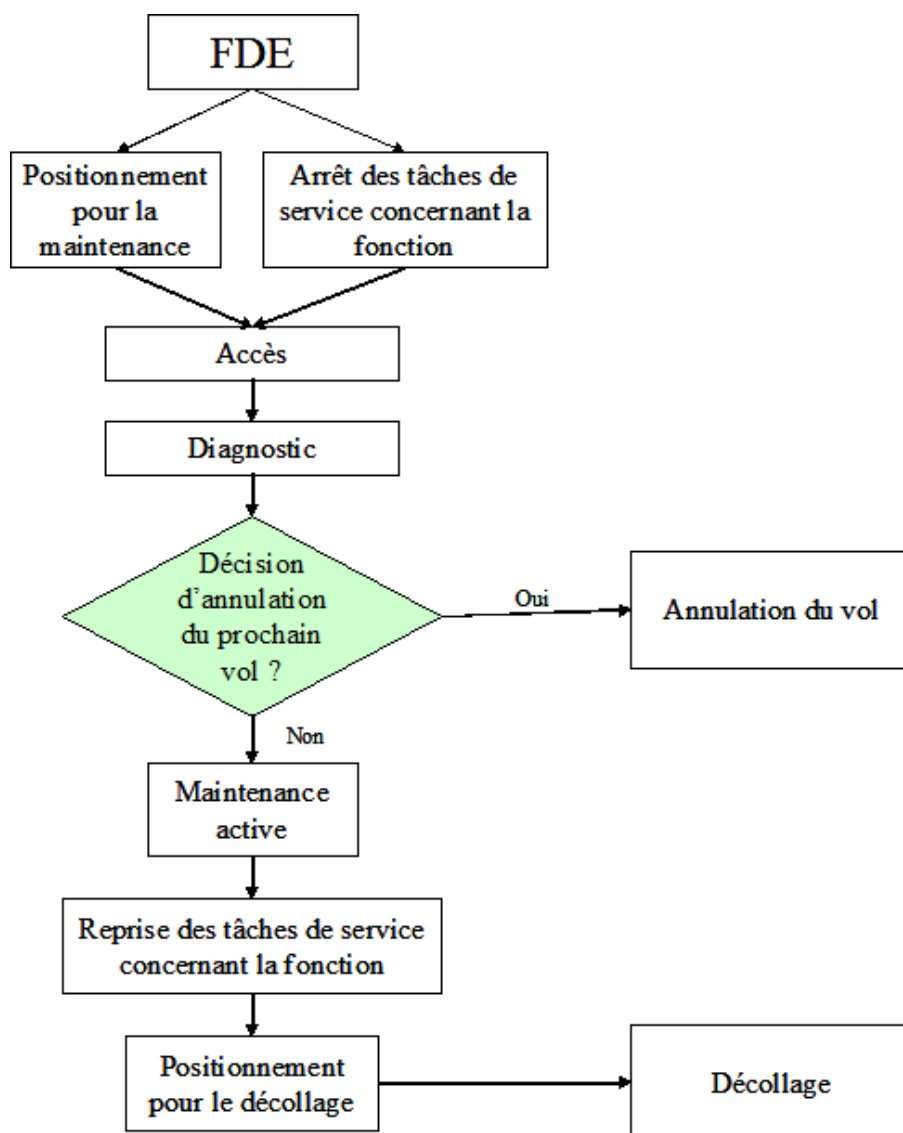 FDE
Positionnement
pour la
maintenance
Arrêt des tâches de
service concernant la
fonction
Accès
Diagnostic
Décision
d'annulation
du prochain
vol ?
Oui
Annulation du vol
Non
Maintenance
active
Reprise des tâches de service
concernant la fonction
Positionnement
pour le décollage
Décollage